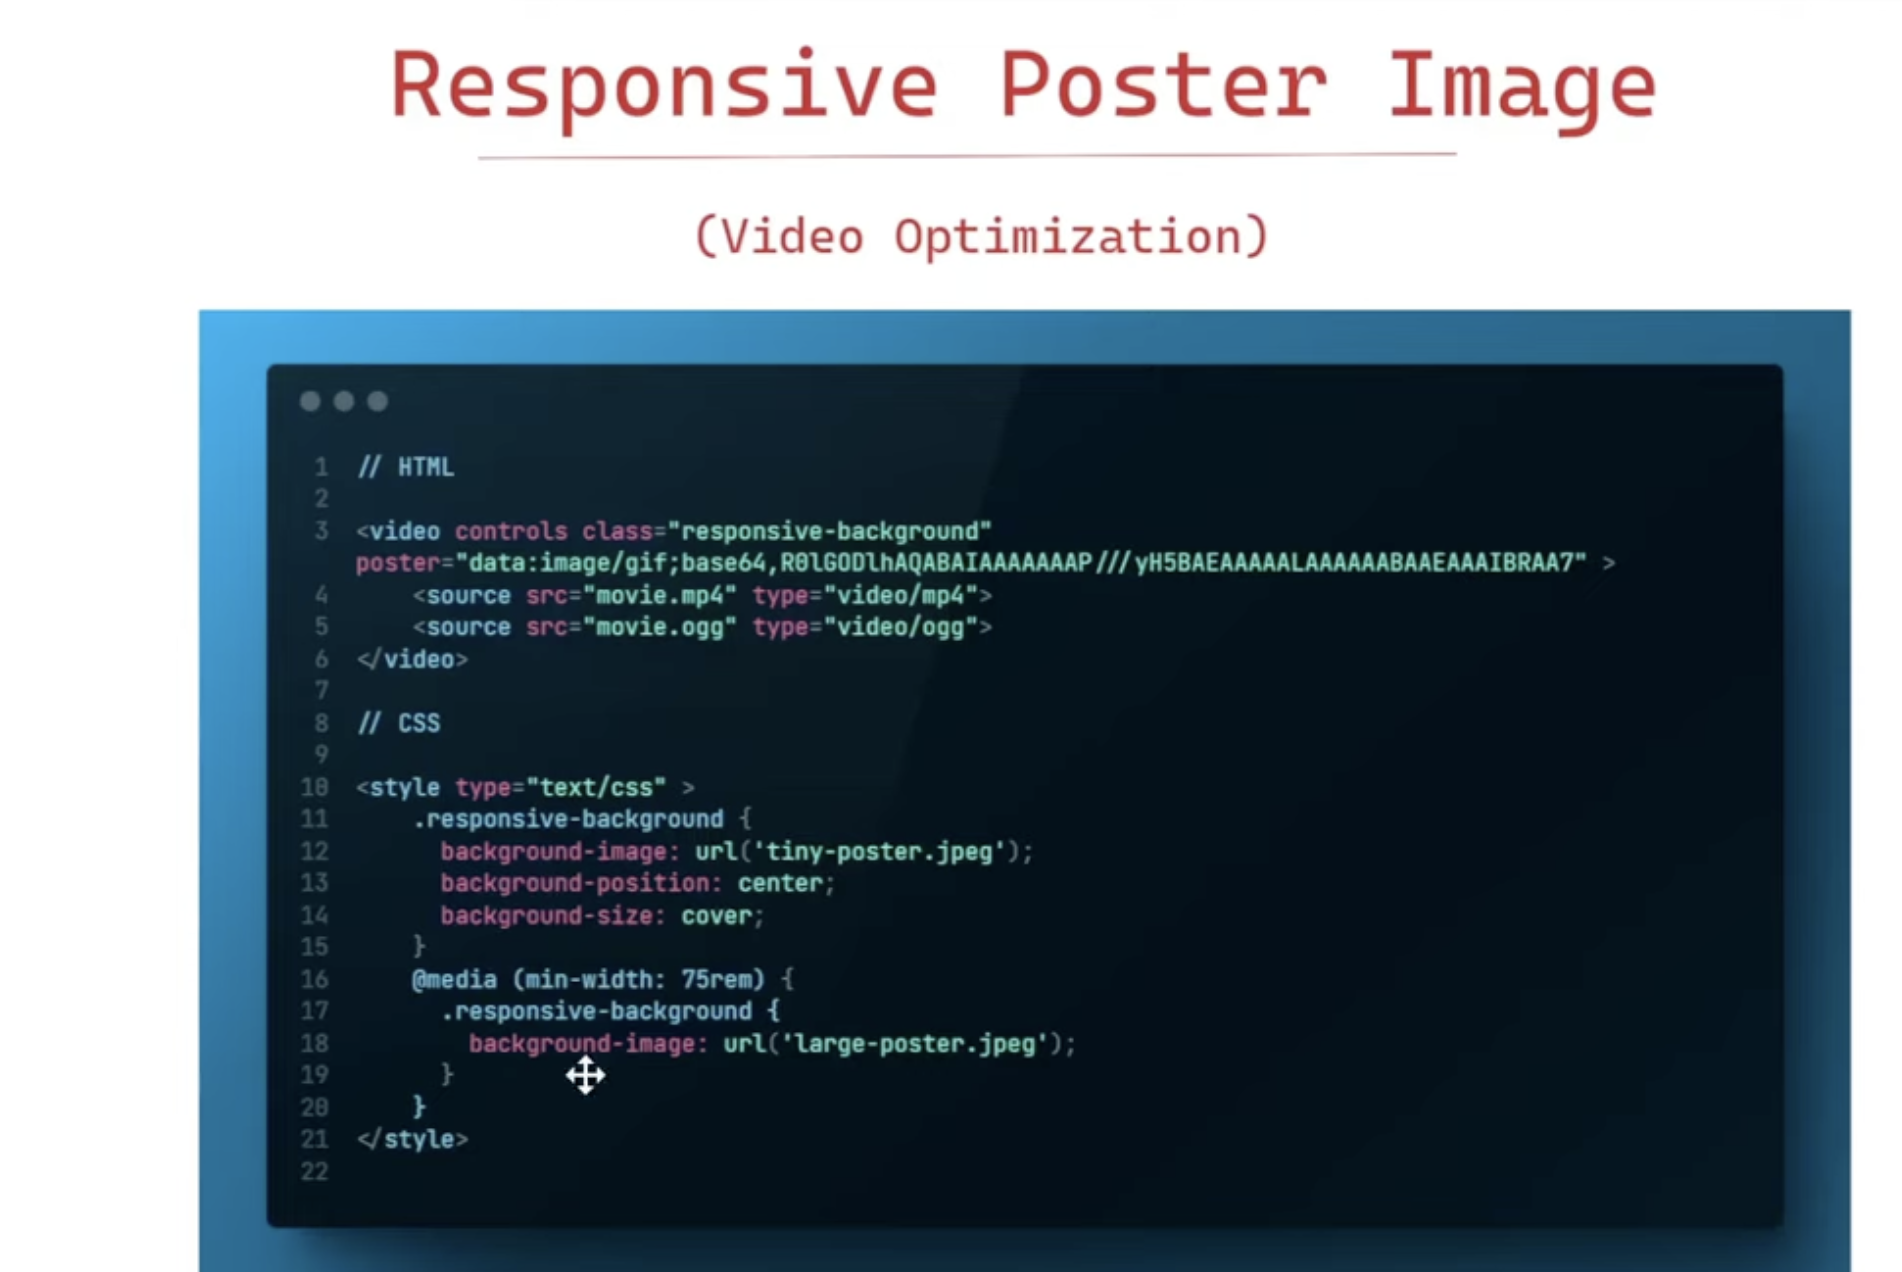 Responsive Poster Image
(Video Optimization)
1 // HTML
2
3 <video controls class="responsive-background"
poster="data:image/gif;base64,R0lGODlhAQABAIAAAAAAAP///yH5BAEAAAAALAAAAAABAAEAAAIBRAA7" >
4 <source src="movie.mp4" type="video/mp4">
5 <source src="movie.ogg" type="video/ogg">
6 </video>
7
8 // CSS
9
10 <style type="text/css" >
11 .responsive-background {
12 background-image: url('tiny-poster.jpeg');
13 background-position: center;
14 background-size: cover;
15 }
16 @media (min-width: 75rem) {
17 .responsive-background {
18 background-image: url('large-poster.jpeg');
19 }
20 }
21 </style>
22